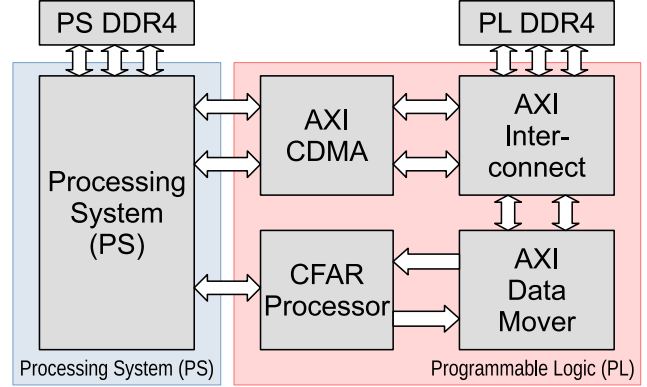 PS DDR4
PL DDR4
Processing
System
(PS)
AXI
CDMA
AXI
Inter-
connect
CFAR
Processor
AXI
Data
Mover
Processing System (PS)
Programmable Logic (PL)